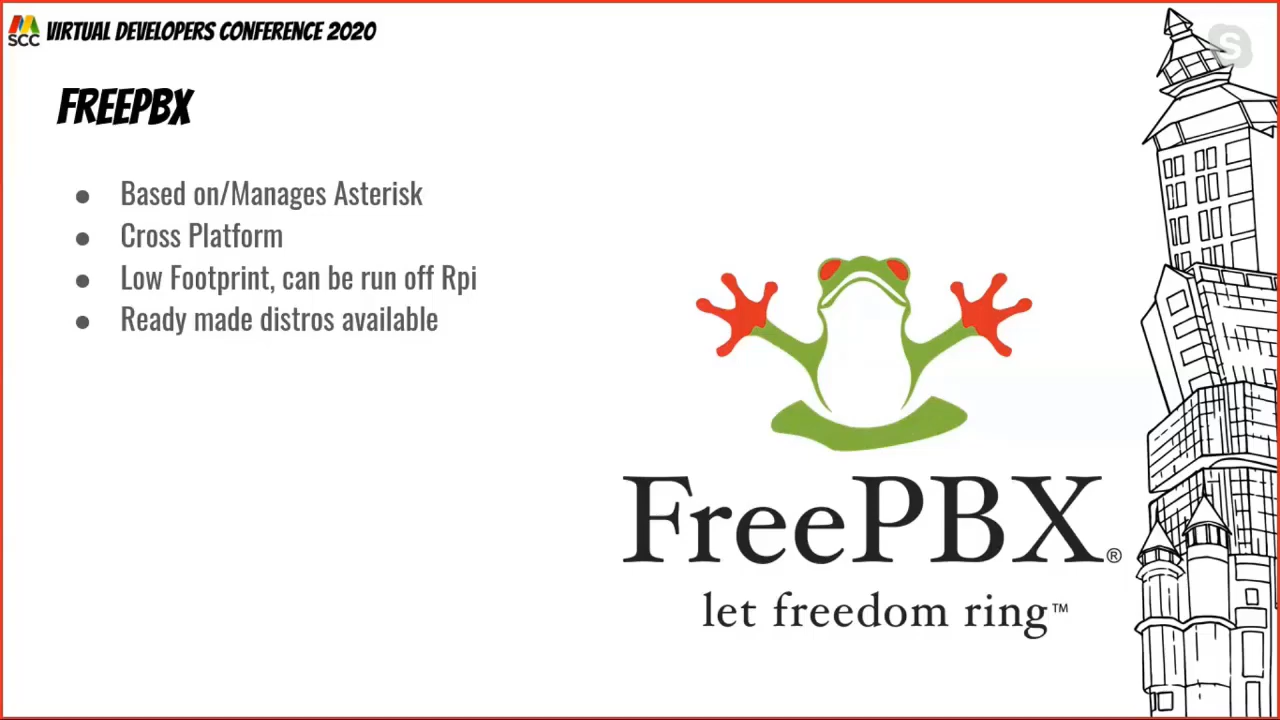 SCC VIRTUAL DEVELOPERS CONFERENCE 2020
S
FREEPBX
● Based on/Manages Asterisk
● Cross Platform
● Low Footprint, can be run off Rpi
● Ready made distros available
FreePBX®
let freedom ring™